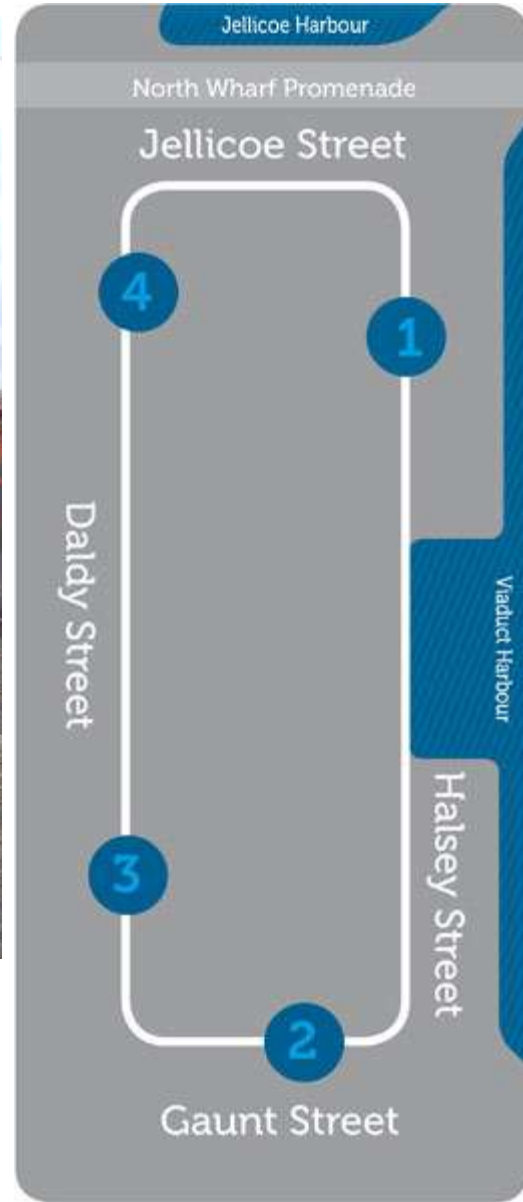 Jellicoe Harbour
North Wharf Promenade
Jellicoe Street
4
1
Daldy Street
Viaduct Harbour
Halsey Street
3
2
Gaunt Street